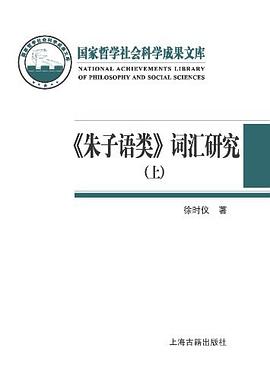 国家哲学社会科学成果文库
NATIONAL ACHIEVEMENTS LIBRARY
OF PHILOSOPHY AND SOCIAL SCIENCES
《朱子语类》词汇研究
(上)
徐时仪 著
上海古籍出版社